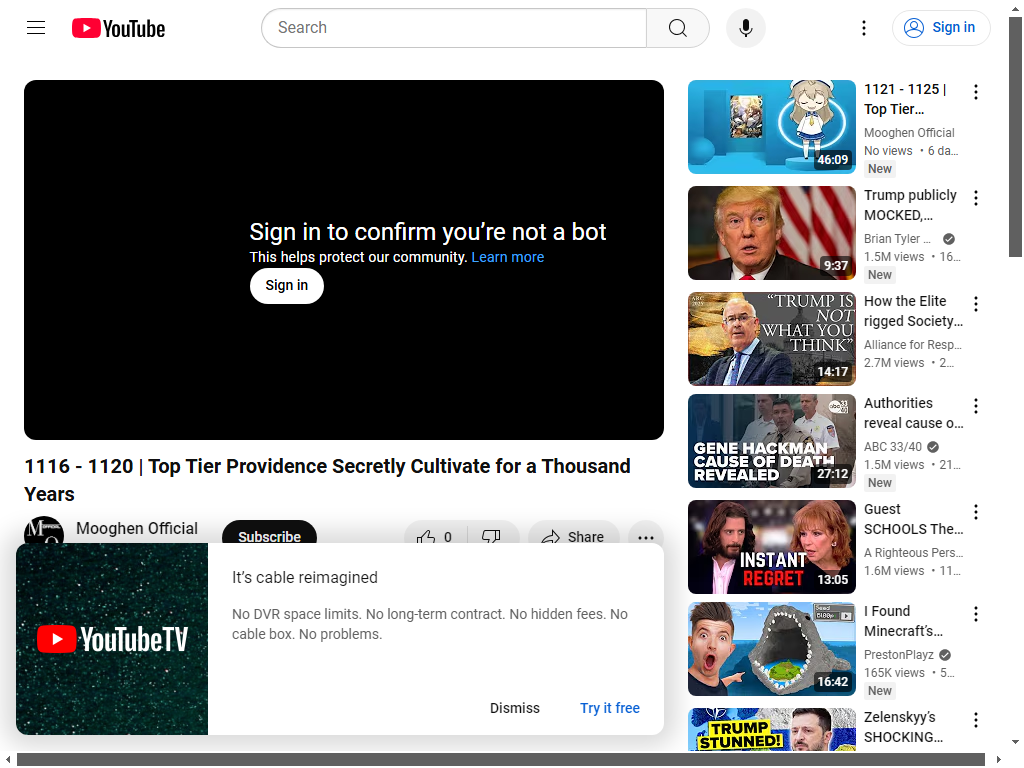 YouTube
Search
Sign in
Sign in to confirm you’re not a bot
This helps protect our community. Learn more
Sign in
1116 - 1120 | Top Tier Providence Secretly Cultivate for a Thousand
Years
Mooghen Official
Subscribe
0
Share
YouTubeTV
It’s cable reimagined
No DVR space limits. No long-term contract. No hidden fees. No
cable box. No problems.
Dismiss
Try it free
46:09
1121 - 1125 |
Top Tier…
Mooghen Official
No views • 6 da…
New
9:37
Trump publicly
MOCKED,…
Brian Tyler …
1.5M views • 16…
New
“TRUMP IS
NOT
WHAT YOU
THINK”
14:17
How the Elite
rigged Society…
Alliance for Resp…
2.7M views • 2…
abc 33
40
GENE HACKMAN
CAUSE OF DEATH
REVEALED
27:12
Authorities
reveal cause o…
ABC 33/40
1.5M views • 21…
New
INSTANT
REGRET
13:05
Guest
SCHOOLS The…
A Righteous Pers…
1.6M views • 11…
Seed
16:42
I Found
Minecraft’s…
PrestonPlayz
165K views • 5…
New
TRUMP
STUNNED!
Zelenskyy’s
SHOCKING…